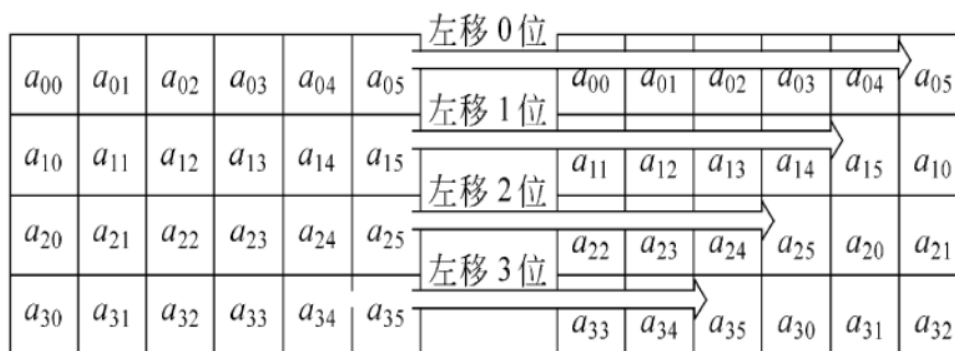 左移 0 位
a00 a01 a02 a03 a04 a05 a00 a01 a02 a03 a04 a05
左移 1 位
a10 a11 a12 a13 a14 a15 a11 a12 a13 a14 a15 a10
左移 2 位
a20 a21 a22 a23 a24 a25 a22 a23 a24 a25 a20 a21
左移 3 位
a30 a31 a32 a33 a34 a35 a33 a34 a35 a30 a31 a32